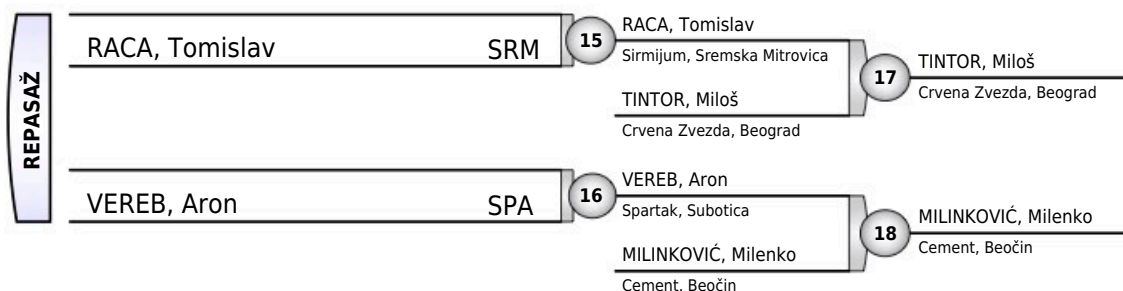 REPASAŽ
RACA, Tomislav SRM
15
RACA, Tomislav
Sirmijum, Sremska Mitrovica
TINTOR, Miloš
Crvena Zvezda, Beograd
17
TINTOR, Miloš
Crvena Zvezda, Beograd
VEREB, Aron SPA
16
VEREB, Aron
Spartak, Subotica
MILINKOVIĆ, Milenko
Cement, Beočin
18
MILINKOVIĆ, Milenko
Cement, Beočin